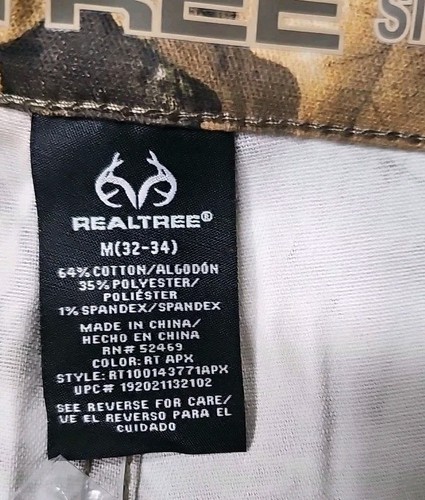 TREE
REALTREE®
M(32-34)
64% COTTON/ALGODÓN
35% POLYESTER/
POLIÉSTER
1% SPANDEX/SPANDEX
MADE IN CHINA/
HECHO EN CHINA
RN# 52469
COLOR: RT APX
STYLE: RT100143771APX
UPC# 192021132102
SEE REVERSE FOR CARE/
VE EL REVERSO PARA EL
CUIDADO